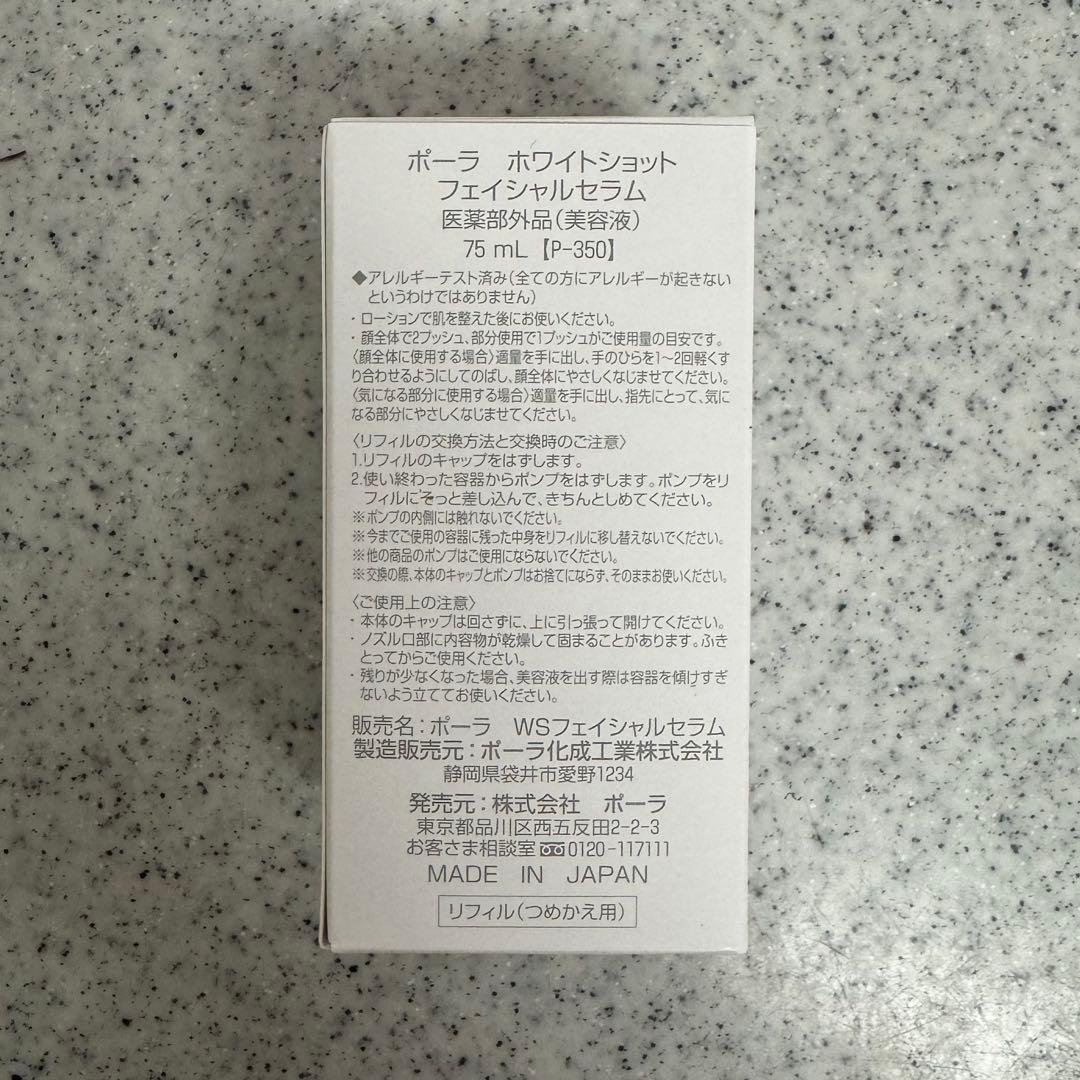 ポーラ ホワイトショット
フェイシャルセラム
医薬部外品(美容液)
75 mL 【P-350】
◆アレルギーテスト済み(全ての方にアレルギーが起きない
というわけではありません)
・ローションで肌を整えた後にお使いください。
・顔全体で2プッシュ、部分使用で1プッシュがご使用量の目安です。
〈顔全体に使用する場合〉適量を手に出し、手のひらを1〜2回軽くす
り合わせるようにしてのばし、顔全体にやさしくなじませてください。
〈気になる部分に使用する場合〉適量を手に出し、指先にとって、気に
なる部分にやさしくなじませてください。
〈リフィルの交換方法と交換時のご注意〉
1.リフィルのキャップをはずします。
2.使い終わった容器からポンプをはずします。ポンプをリ
フィルにそっと差し込んで、きちんとしめてください。
※ポンプの内側には触れないでください。
※今までご使用の容器に残った中身をリフィルに移し替えないでください。
※他の商品のポンプはご使用にならないでください。
※交換の際、本体のキャップとポンプはお捨てにならず、そのままお使いください。
〈ご使用上の注意〉
・本体のキャップは回さずに、上に引っ張って開けてください。
・ノズル口部に内容物が乾燥して固まることがあります。ふき
とってからご使用ください。
・残りが少なくなった場合、美容液を出す際は容器を傾けすぎ
ないよう立ててお使いください。
販売名:ポーラ WSフェイシャルセラム
製造販売元:ポーラ化成工業株式会社
静岡県袋井市愛野1234
発売元:株式会社 ポーラ
東京都品川区西五反田2-2-3
お客さま相談室 0120-117111
MADE IN JAPAN
リフィル(つめかえ用)